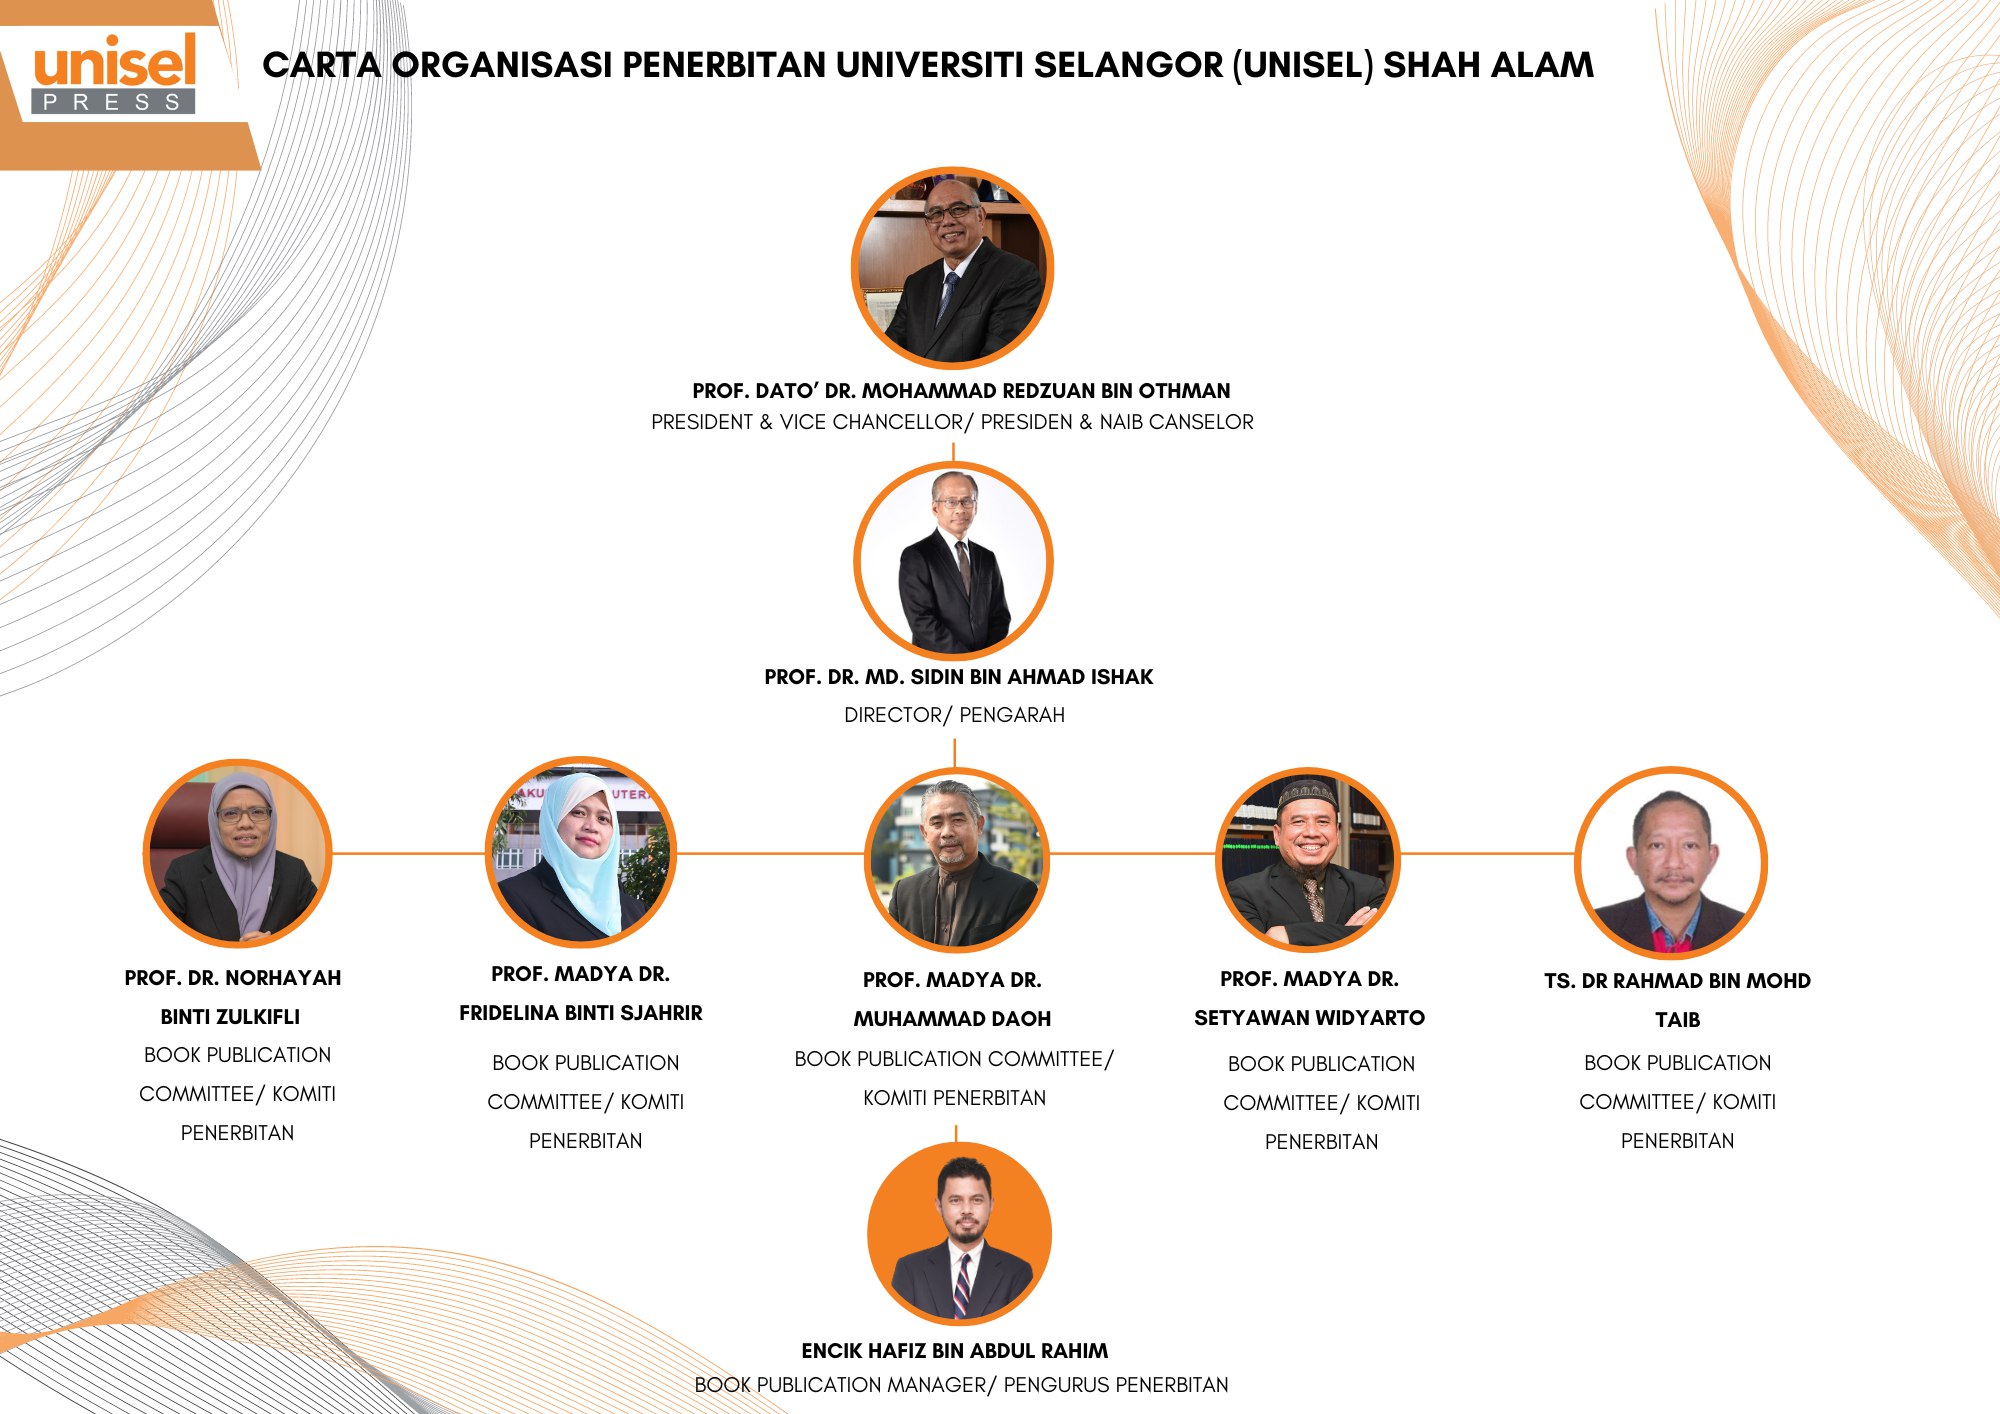 unisel
PRESS
CARTA ORGANISASI PENERBITAN UNIVERSITI SELANGOR (UNISEL) SHAH ALAM
PROF. DATO’ DR. MOHAMMAD REDZUAN BIN OTHMAN
PRESIDENT & VICE CHANCELLOR/ PRESIDEN & NAIB CANSELOR
PROF. DR. MD. SIDIN BIN AHMAD ISHAK
DIRECTOR/ PENGARAH
PROF. DR. NORHAYAH
BINTI ZULKIFLI
BOOK PUBLICATION
COMMITTEE/ KOMITI
PENERBITAN
PROF. MADYA DR.
FRIDELINA BINTI SJAHRIR
BOOK PUBLICATION
COMMITTEE/ KOMITI
PENERBITAN
PROF. MADYA DR.
MUHAMMAD DAOH
BOOK PUBLICATION COMMITTEE/
KOMITI PENERBITAN
PROF. MADYA DR.
SETYAWAN WIDYARTO
BOOK PUBLICATION
COMMITTEE/ KOMITI
PENERBITAN
TS. DR RAHMAD BIN MOHD
TAIB
BOOK PUBLICATION
COMMITTEE/ KOMITI
PENERBITAN
ENCIK HAFIZ BIN ABDUL RAHIM
BOOK PUBLICATION MANAGER/ PENGURUS PENERBITAN